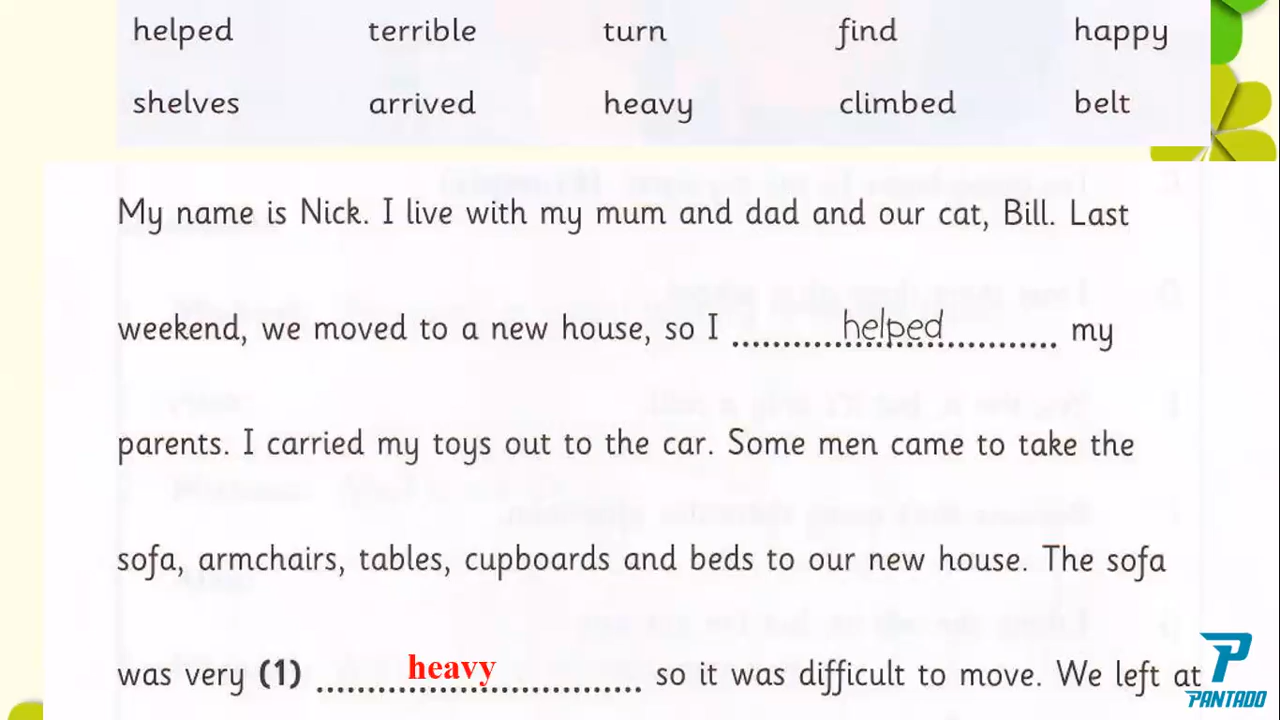 helped terrible turn find happy
shelves arrived heavy climbed belt
My name is Nick. I live with my mum and dad and our cat, Bill. Last
weekend, we moved to a new house, so I helped my
parents. I carried my toys out to the car. Some men came to take the
sofa, armchairs, tables, cupboards and beds to our new house. The sofa
was very (1) heavy so it was difficult to move. We left at
PANTADO